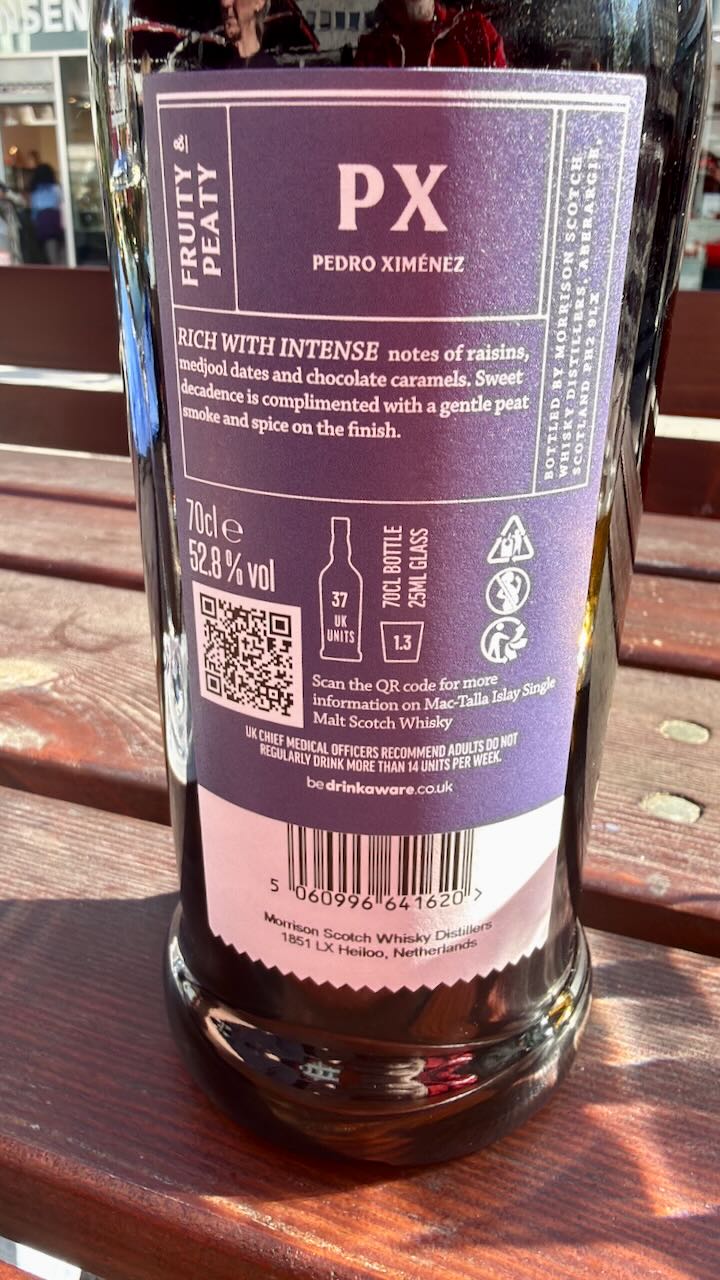 NSEN
FRUITY &
PEATY
PX
PEDRO XIMÉNEZ
BOTTLED BY MORRISON SCOTCH
WHISKY DISTILLERS, ABERARGIE,
SCOTLAND PH2 9LX
RICH WITH INTENSE notes of raisins,
medjool dates and chocolate caramels. Sweet
decadence is complimented with a gentle peat
smoke and spice on the finish.
70cl e
52.8 % vol
37
UK
UNITS
70CL BOTTLE
25ML GLASS
1.3
Scan the QR code for more
information on Mac-Talla Islay Single
Malt Scotch Whisky
UK CHIEF MEDICAL OFFICERS RECOMMEND ADULTS DO NOT
REGULARLY DRINK MORE THAN 14 UNITS PER WEEK.
bedrinkaware.co.uk
5 060996 641620 >
Morrison Scotch Whisky Distillers
1851 LX Heiloo, Netherlands